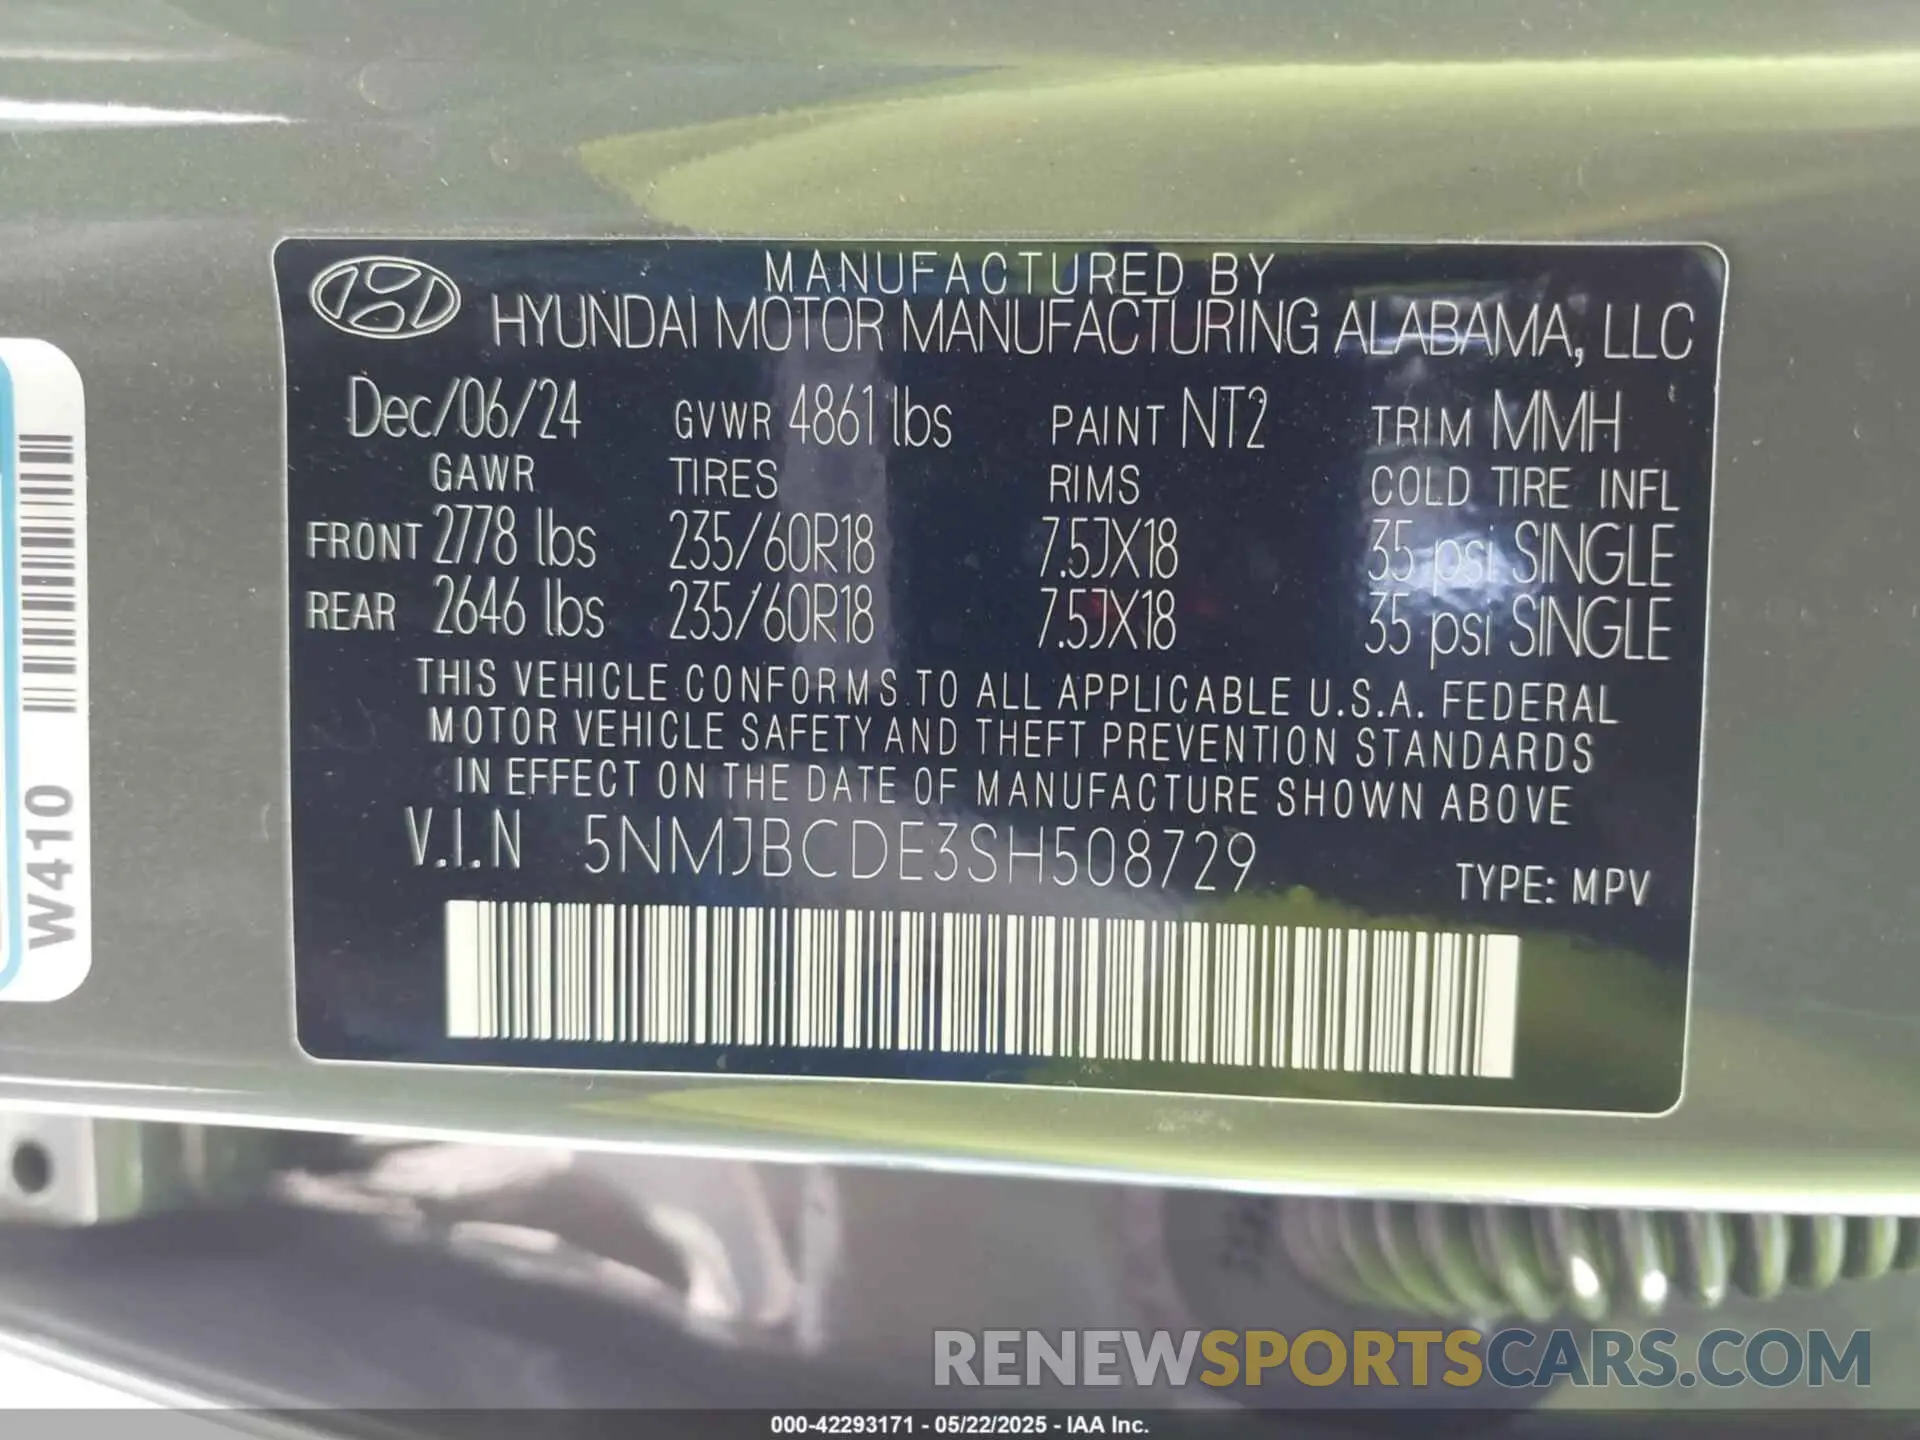 MANUFACTURED BY
HYUNDAI MOTOR MANUFACTURING ALABAMA, LLC
Dec/06/24 GVWR 4861 lbs PAINT NT2 TRIM MMH
GAWR TIRES RIMS COLD TIRE INFL
FRONT 2778 lbs 235/60R18 7.5JX18 35 psi SINGLE
REAR 2646 lbs 235/60R18 7.5JX18 35 psi SINGLE
THIS VEHICLE CONFORMS TO ALL APPLICABLE U.S.A. FEDERAL
MOTOR VEHICLE SAFETY AND THEFT PREVENTION STANDARDS
IN EFFECT ON THE DATE OF MANUFACTURE SHOWN ABOVE
V.I.N 5NMJBCDE3SH508729
TYPE: MPV
W410
RENEWSPORTSCARS.COM
000-42293171 - 05/22/2025 - IAA Inc.